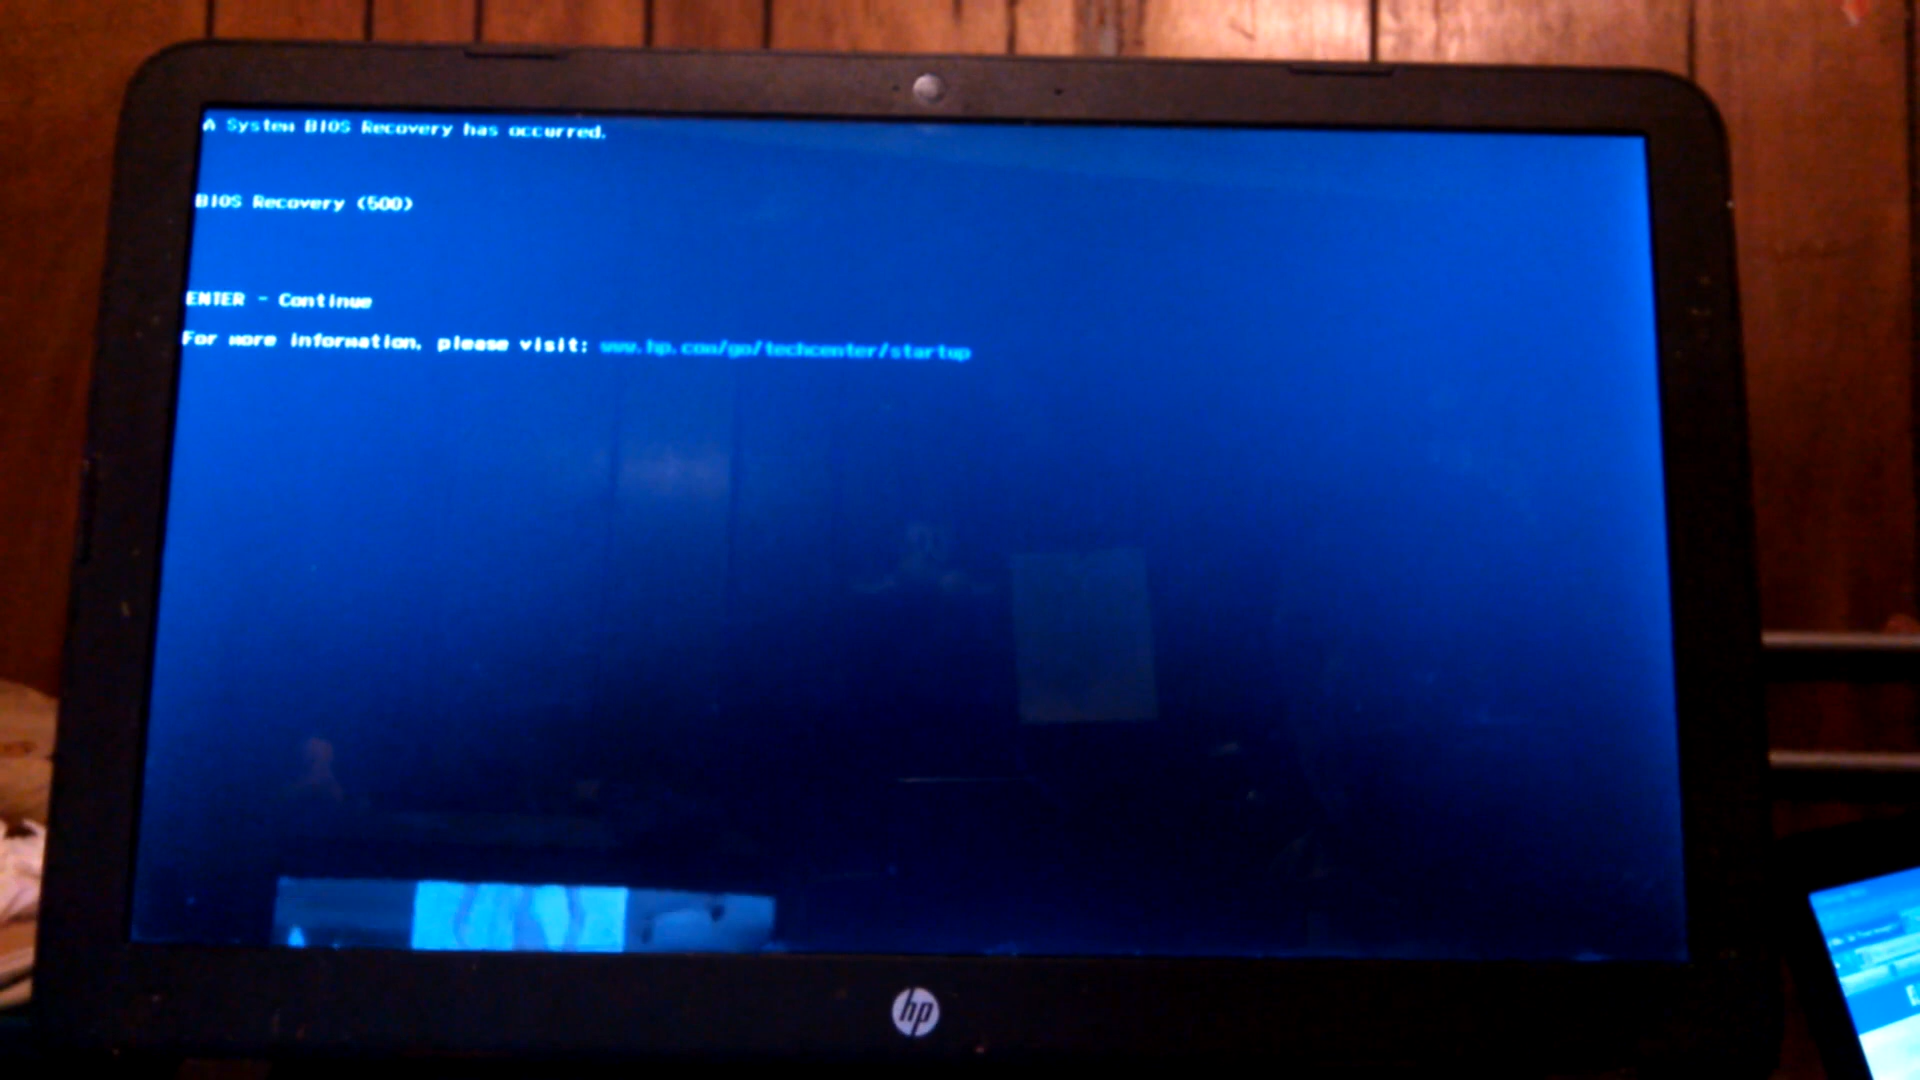 A System BIOS Recovery has occurred.
BIOS Recovery (500)
ENTER - Continue
For more information, please visit: www.hp.com/go/techcenter/startup
hp